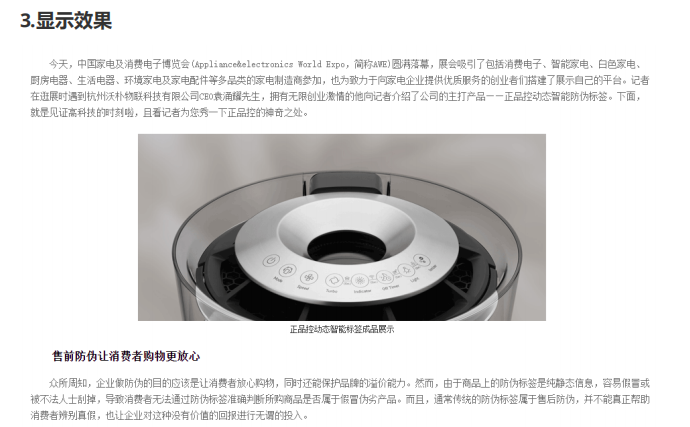 3.显示效果
今天，中国家电及消费电子博览会(Appliance&electronics World Expo，简称AWE)圆满落幕，展会吸引了包括消费电子、智能家电、白色家电、
厨房电器、生活电器、环境家电及家电配件等多品类的家电制造商参加，也为致力于向家电企业提供优质服务的创业者们搭建了展示自己的平台。记者
在逛展时遇到杭州沃朴物联科技有限公司CEO袁涌耀先生，拥有无限创业激情的他向记者介绍了公司的主打产品——正品控动态智能防伪标签。下面，
就是见证高科技的时刻啦，且看记者为您秀一下正品控的神奇之处。
正品控动态智能标签成品展示
售前防伪让消费者购物更放心
众所周知，企业做防伪的目的应该是让消费者放心购物，同时还能保护品牌的溢价能力。然而，由于商品上的防伪标签是纯静态信息，容易假冒或
被不法人士刮掉，导致消费者无法通过防伪标签准确判断所购商品是否属于假冒伪劣产品。而且，通常传统的防伪标签属于售后防伪，并不能真正帮助
消费者辨别真假，也让企业对这种没有价值的回报进行无谓的投入。